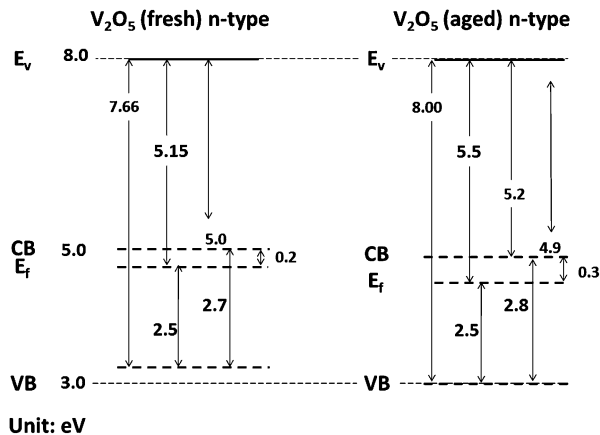 V₂O₅ (fresh) n-type
V₂O₅ (aged) n-type
Eᵥ 8.0
7.66
5.15
5.0
CB 5.0
E_f
0.2
2.5
2.7
VB 3.0
Eᵥ
8.00
5.5
5.2
4.9
CB
E_f
0.3
2.5
2.8
VB
Unit: eV